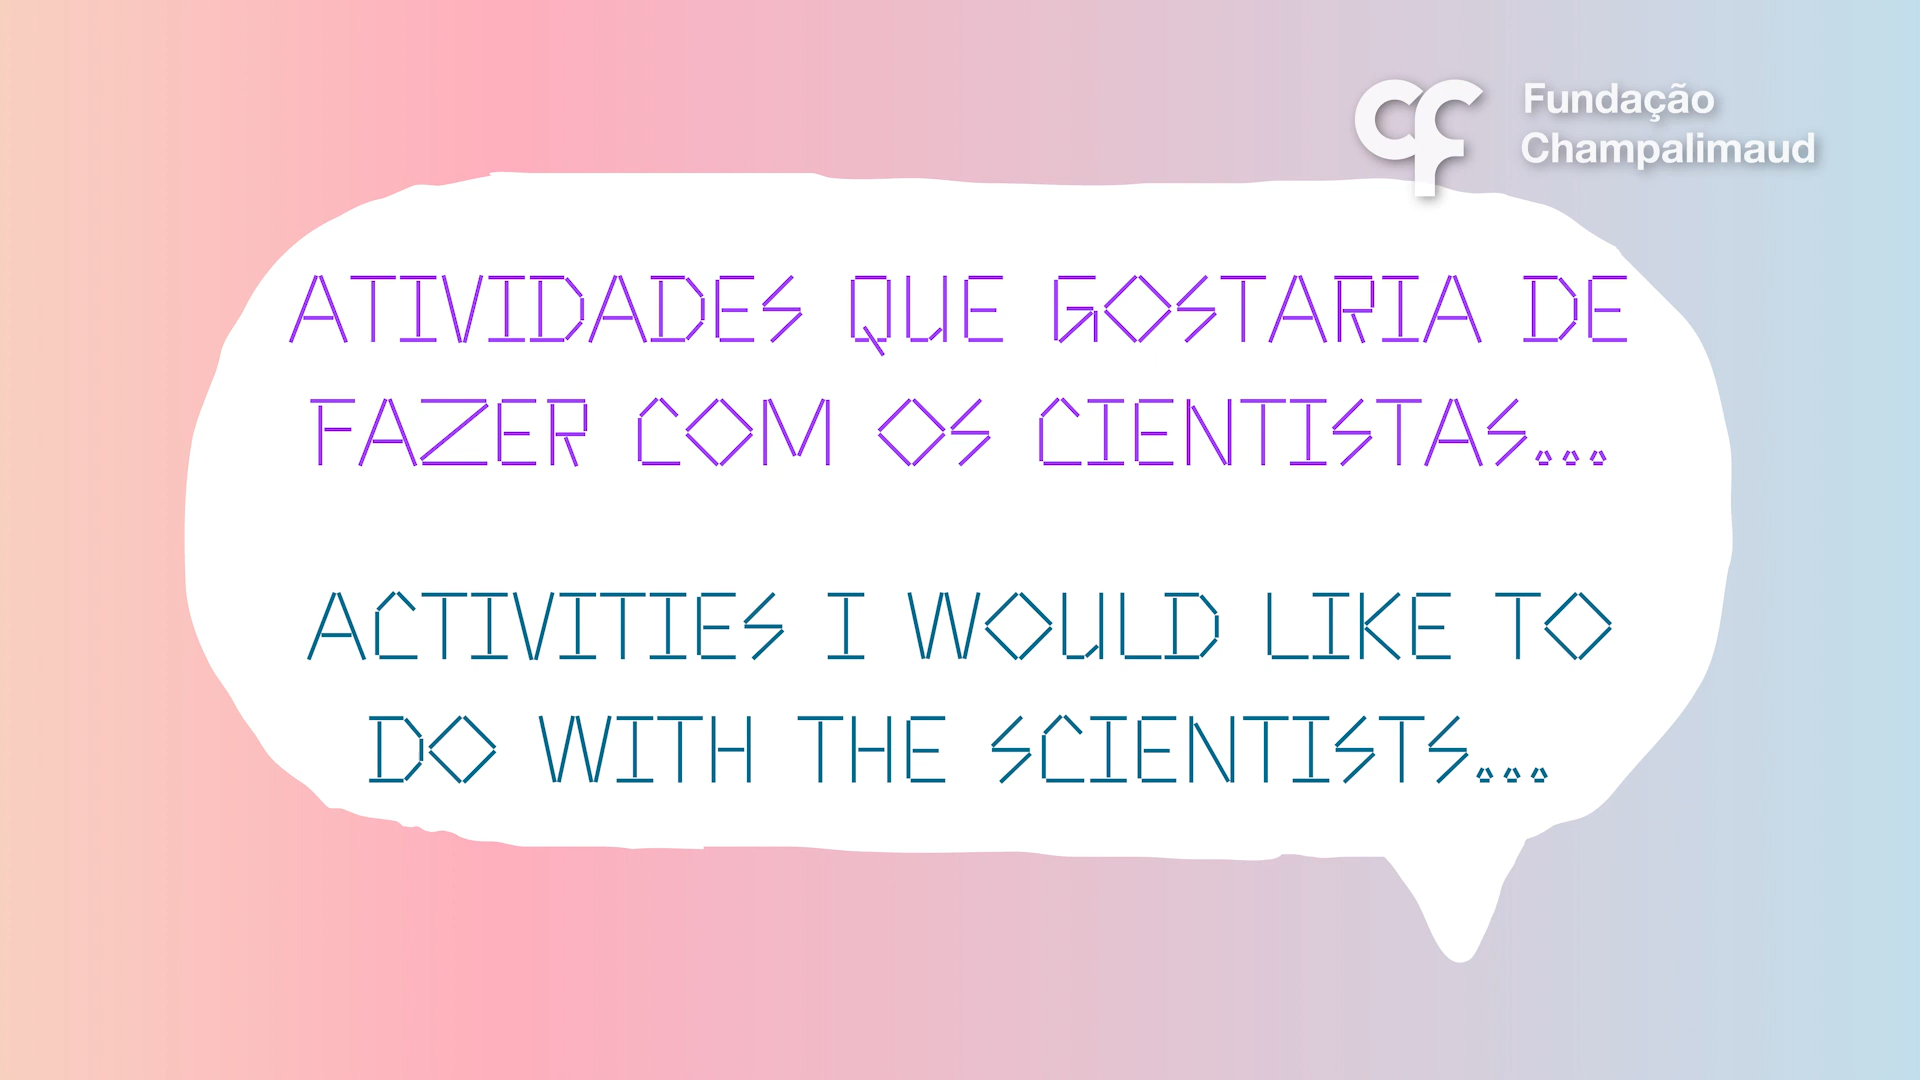 Fundação
Champalimaud
ATIVIDADES QUE GOSTARIA DE
FAZER COM OS CIENTISTAS...
ACTIVITIES I WOULD LIKE TO
DO WITH THE SCIENTISTS...